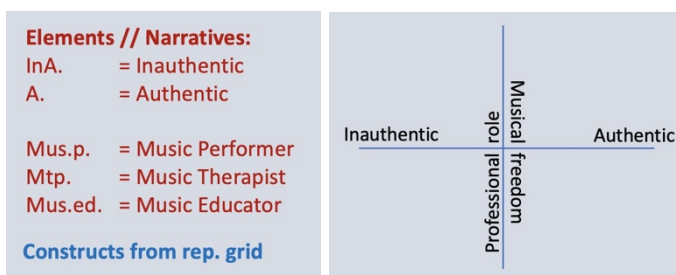 Elements // Narratives:
InA. = Inauthentic
A. = Authentic
Mus.p. = Music Performer
Mtp. = Music Therapist
Mus.ed. = Music Educator
Constructs from rep. grid
Inauthentic
Authentic
Professional role
Musical freedom